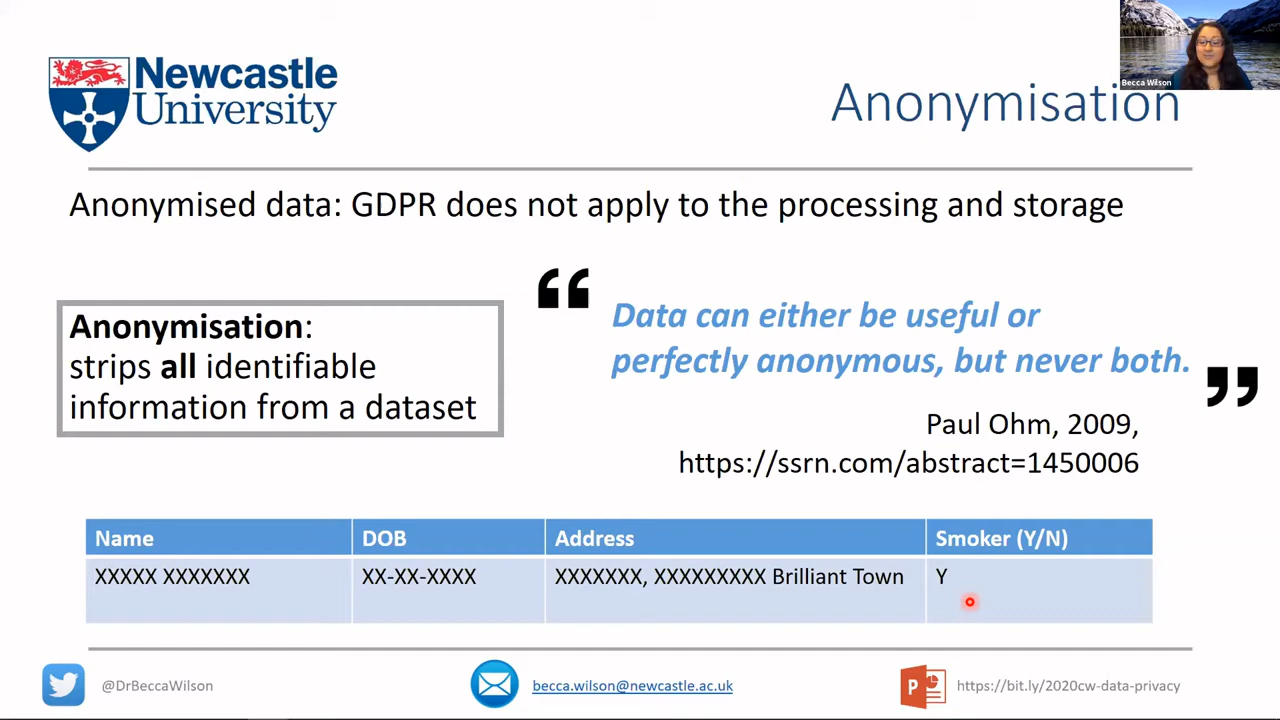 Newcastle
University
Becca Wilson
Anonymisation
Anonymised data: GDPR does not apply to the processing and storage
Anonymisation:
strips all identifiable
information from a dataset
“ Data can either be useful or
perfectly anonymous, but never both. ”
Paul Ohm, 2009,
https://ssrn.com/abstract=1450006
Name DOB Address Smoker (Y/N)
XXXXX XXXXXXX XX-XX-XXXX XXXXXXX, XXXXXXXXX Brilliant Town Y
@DrBeccaWilson becca.wilson@newcastle.ac.uk P https://bit.ly/2020cw-data-privacy